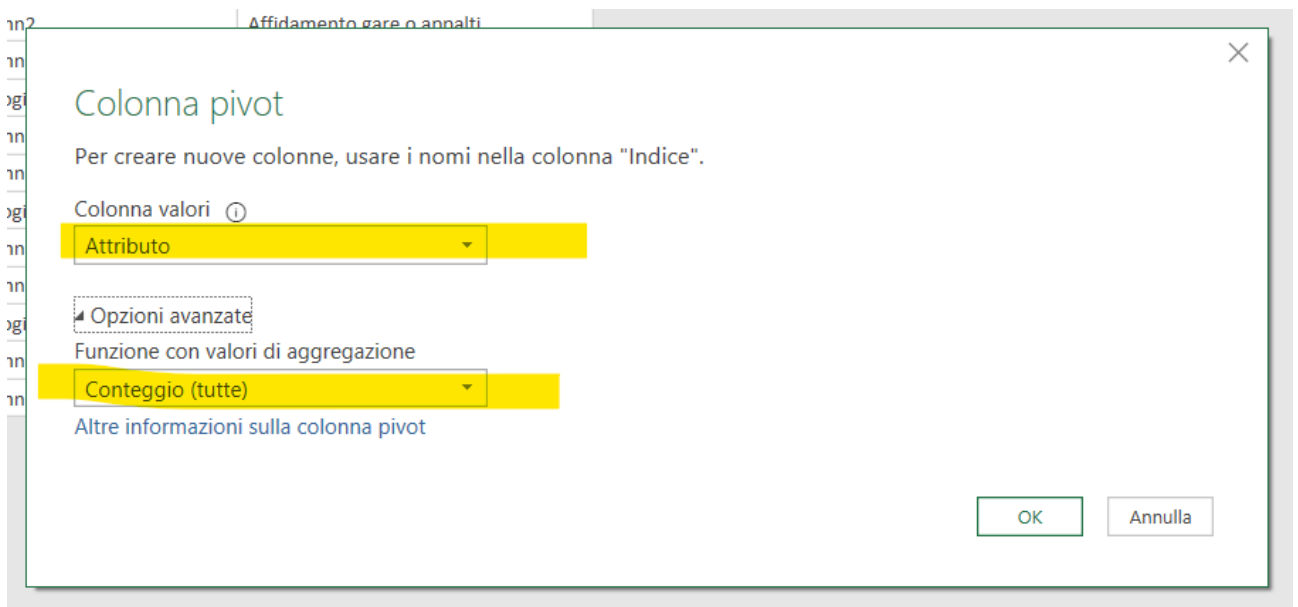 Affidamento gare o appalti
Colonna pivot
Per creare nuove colonne, usare i nomi nella colonna "Indice".
Colonna valori
Attributo
Opzioni avanzate
Funzione con valori di aggregazione
Conteggio (tutte)
Altre informazioni sulla colonna pivot
OK
Annulla